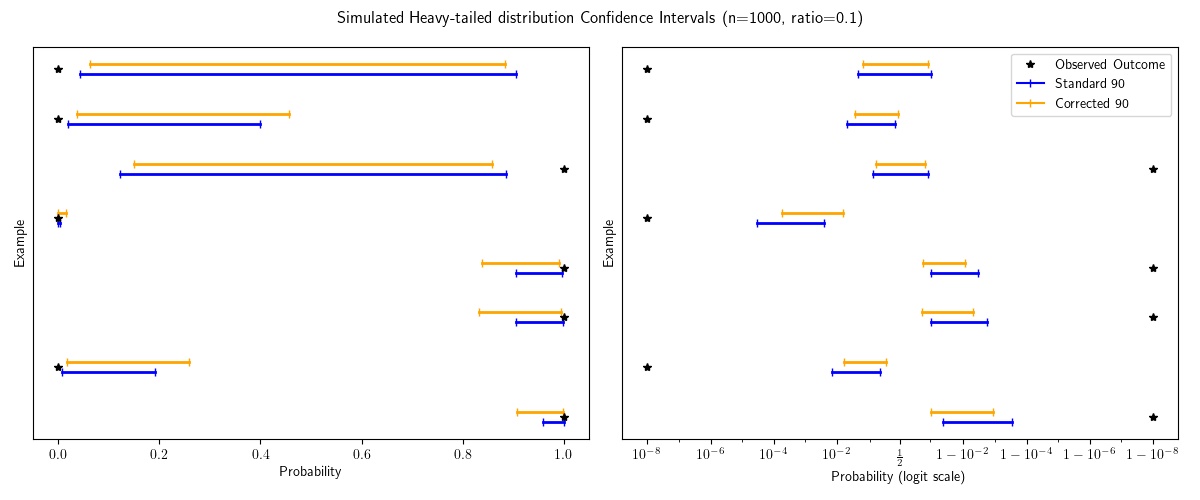 Simulated Heavy-tailed distribution Confidence Intervals (n=1000, ratio=0.1)
Example
0.0 0.2 0.4 0.6 0.8 1.0
Probability
Example
Observed Outcome
Standard 90
Corrected 90
10⁻⁸ 10⁻⁶ 10⁻⁴ 10⁻² ½ 1 − 10⁻² 1 − 10⁻⁴ 1 − 10⁻⁶ 1 − 10⁻⁸
Probability (logit scale)